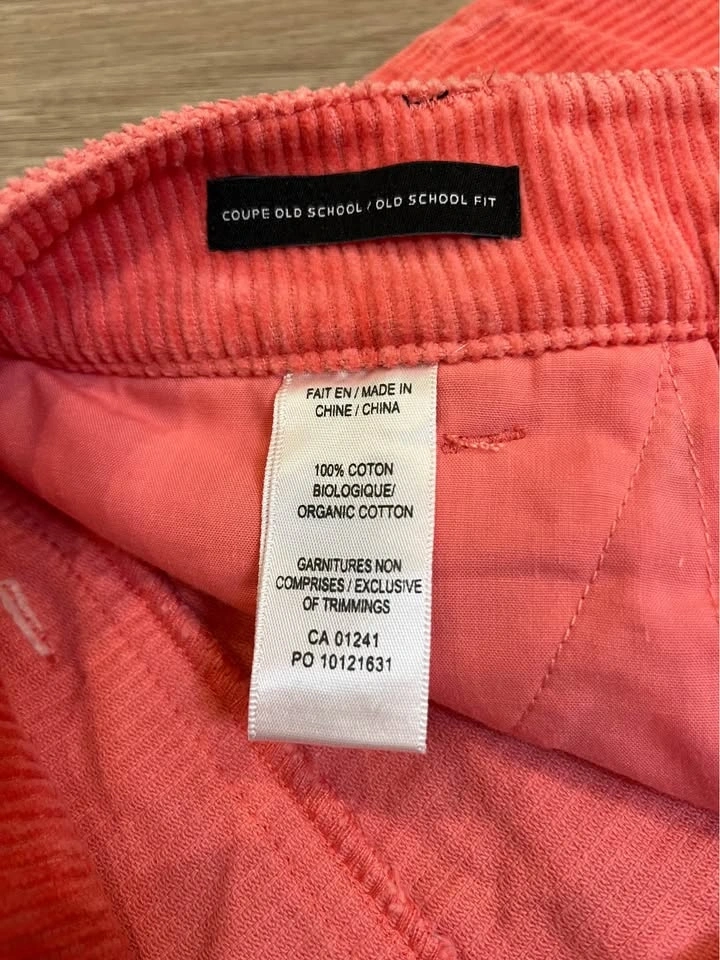 COUPE OLD SCHOOL / OLD SCHOOL FIT
FAIT EN / MADE IN
CHINE / CHINA
100% COTON
BIOLOGIQUE/
ORGANIC COTTON
GARNITURES NON
COMPRISES / EXCLUSIVE
OF TRIMMINGS
CA 01241
PO 10121631